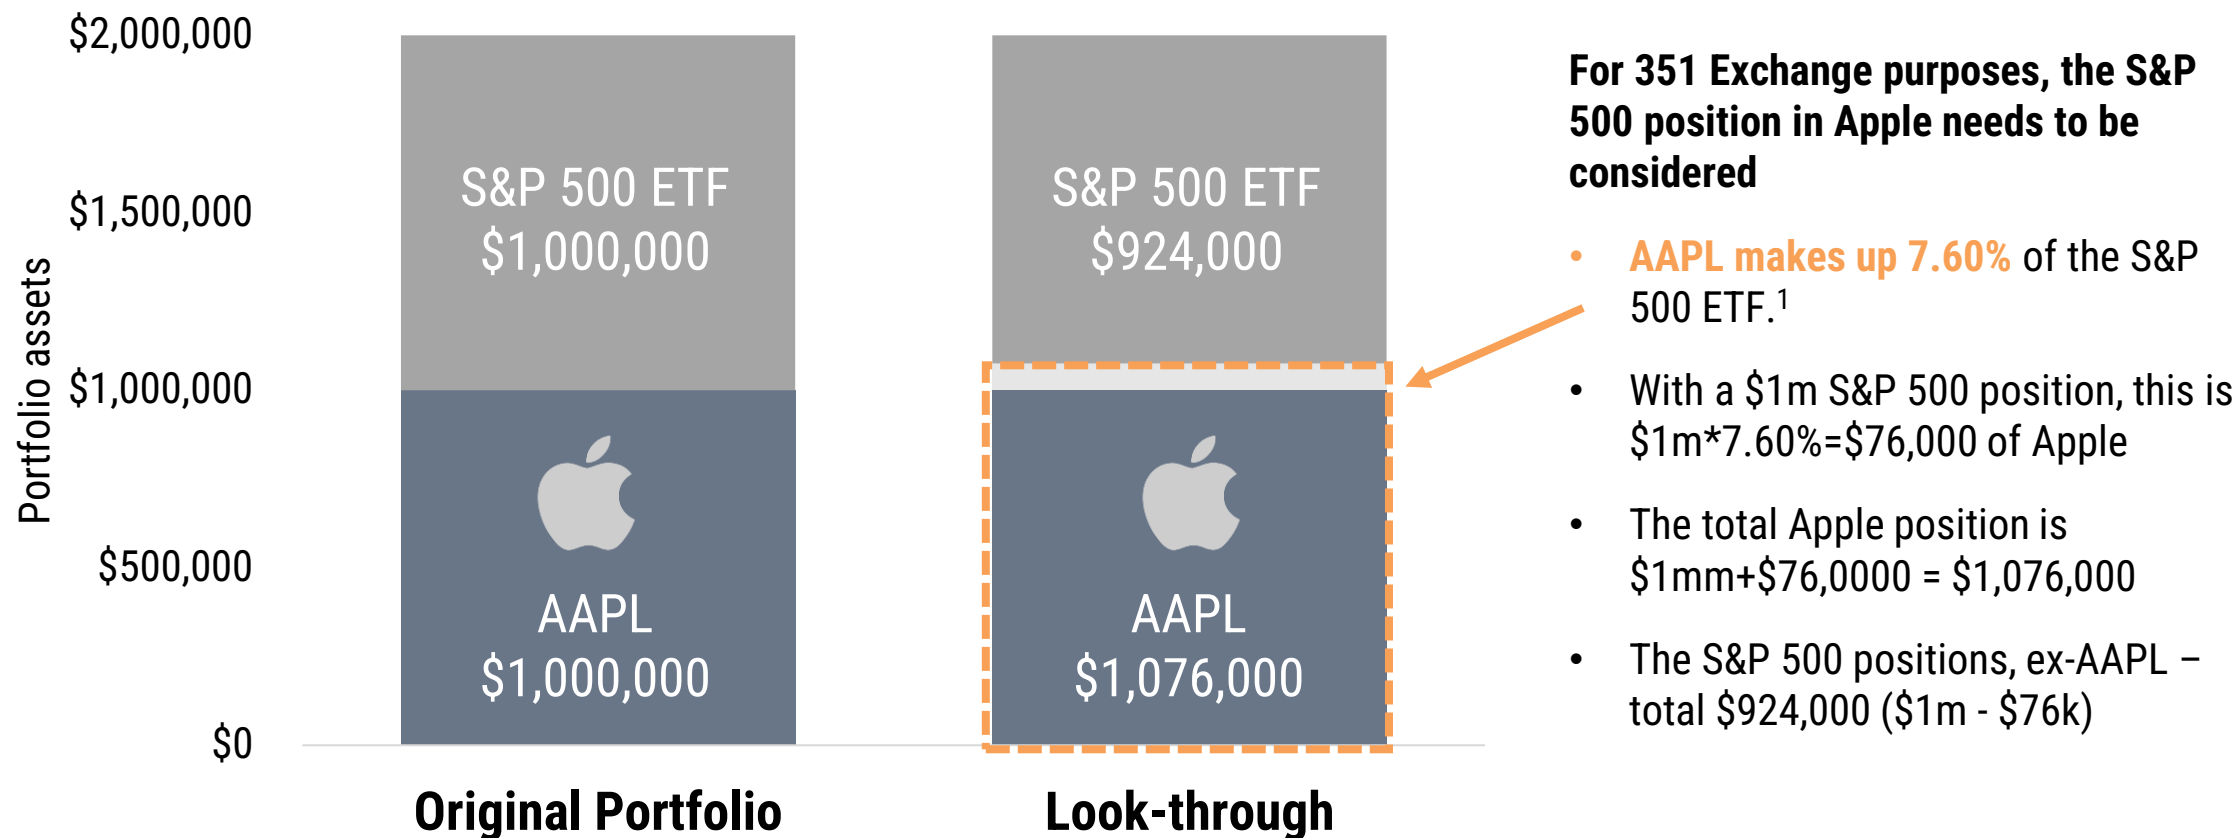 $2,000,000
$1,500,000
$1,000,000
$500,000
$0
Portfolio assets
S&P 500 ETF
$1,000,000
AAPL
$1,000,000
Original Portfolio
S&P 500 ETF
$924,000
AAPL
$1,076,000
Look-through
For 351 Exchange purposes, the S&P
500 position in Apple needs to be
considered
• AAPL makes up 7.60% of the S&P
500 ETF.¹
• With a $1m S&P 500 position, this is
$1m*7.60%=$76,000 of Apple
• The total Apple position is
$1mm+$76,0000 = $1,076,000
• The S&P 500 positions, ex-AAPL –
total $924,000 ($1m - $76k)